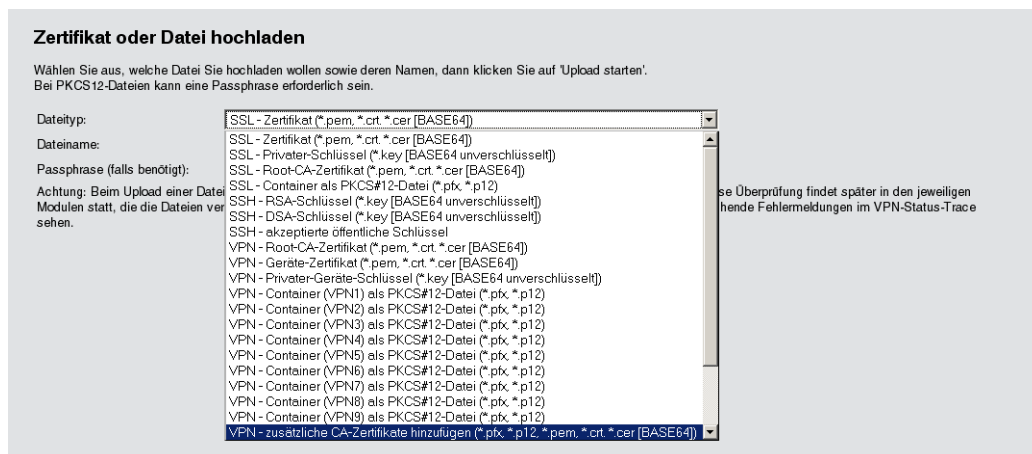 Zertifikat oder Datei hochladen
Wählen Sie aus, welche Datei Sie hochladen wollen sowie deren Namen, dann klicken Sie auf 'Upload starten'.
Bei PKCS12-Dateien kann eine Passphrase erforderlich sein.
Dateityp:
SSL - Zertifikat (*.pem, *.crt. *.cer [BASE64])
Dateiname:
SSL - Zertifikat (*.pem, *.crt. *.cer [BASE64])
SSL - Privater-Schlüssel (*.key [BASE64 unverschlüsselt])
Passphrase (falls benötigt):
SSL - Root-CA-Zertifikat (*.pem, *.crt. *.cer [BASE64])
SSL - Container als PKCS#12-Datei (*.pfx, *.p12)
Achtung: Beim Upload einer Datei
se Überprüfung findet später in den jeweiligen
SSH - RSA-Schlüssel (*.key [BASE64 unverschlüsselt])
Modulen statt, die die Dateien ver
hende Fehlermeldungen im VPN-Status-Trace
SSH - DSA-Schlüssel (*.key [BASE64 unverschlüsselt])
sehen.
SSH - akzeptierte öffentliche Schlüssel
VPN - Root-CA-Zertifikat (*.pem, *.crt. *.cer [BASE64])
VPN - Geräte-Zertifikat (*.pem, *.crt. *.cer [BASE64])
VPN - Privater-Geräte-Schlüssel (*.key [BASE64 unverschlüsselt])
VPN - Container (VPN1) als PKCS#12-Datei (*.pfx, *.p12)
VPN - Container (VPN2) als PKCS#12-Datei (*.pfx, *.p12)
VPN - Container (VPN3) als PKCS#12-Datei (*.pfx, *.p12)
VPN - Container (VPN4) als PKCS#12-Datei (*.pfx, *.p12)
VPN - Container (VPN5) als PKCS#12-Datei (*.pfx, *.p12)
VPN - Container (VPN6) als PKCS#12-Datei (*.pfx, *.p12)
VPN - Container (VPN7) als PKCS#12-Datei (*.pfx, *.p12)
VPN - Container (VPN8) als PKCS#12-Datei (*.pfx, *.p12)
VPN - Container (VPN9) als PKCS#12-Datei (*.pfx, *.p12)
VPN - zusätzliche CA-Zertifikate hinzufügen (*.pfx, *.p12, *.pem, *.crt. *.cer [BASE64])